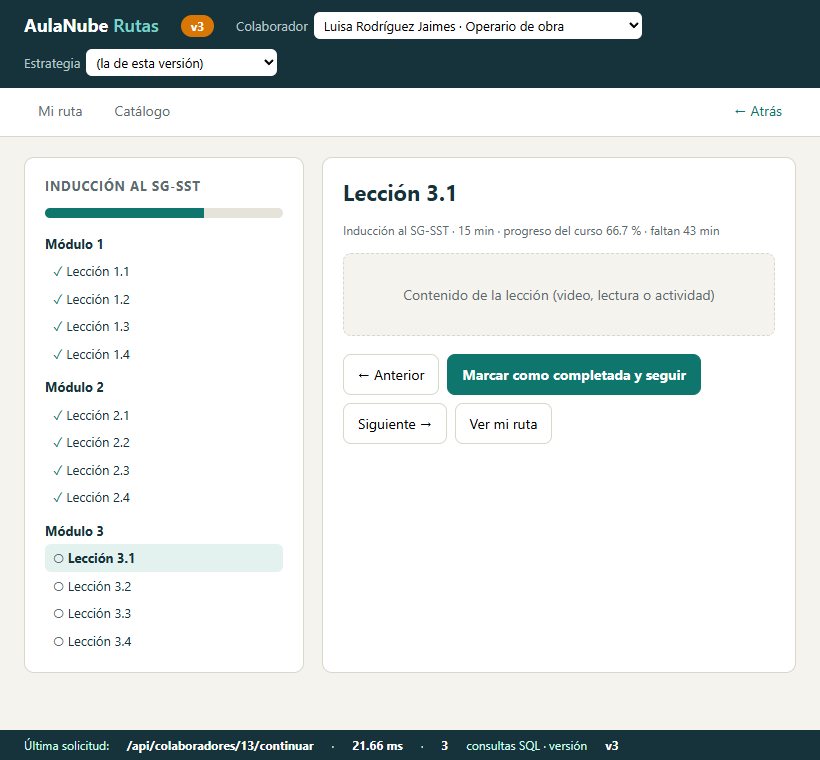 AulaNube Rutas v3 Colaborador Luisa Rodríguez Jaimes · Operario de obra
Estrategia (la de esta versión)
Mi ruta Catálogo ← Atrás
INDUCCIÓN AL SG-SST
Módulo 1
✓ Lección 1.1
✓ Lección 1.2
✓ Lección 1.3
✓ Lección 1.4
Módulo 2
✓ Lección 2.1
✓ Lección 2.2
✓ Lección 2.3
✓ Lección 2.4
Módulo 3
○ Lección 3.1
○ Lección 3.2
○ Lección 3.3
○ Lección 3.4
Lección 3.1
Inducción al SG-SST · 15 min · progreso del curso 66.7 % · faltan 43 min
Contenido de la lección (video, lectura o actividad)
← Anterior Marcar como completada y seguir
Siguiente → Ver mi ruta
Última solicitud: /api/colaboradores/13/continuar · 21.66 ms · 3 consultas SQL · versión v3